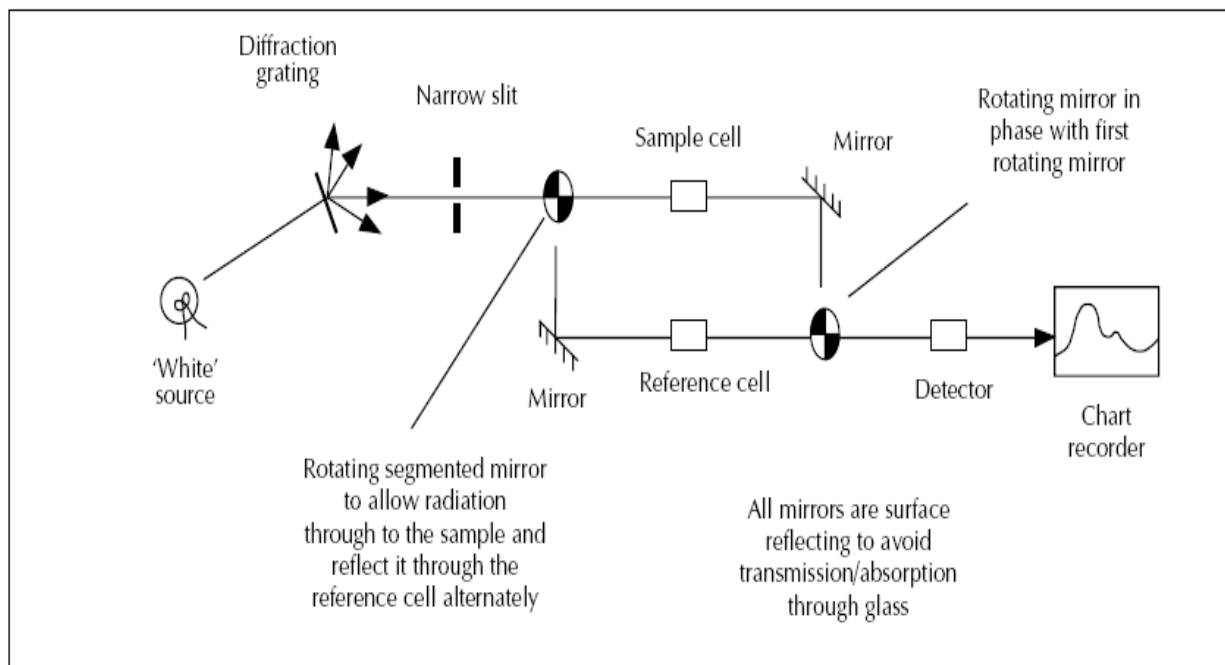 Diffraction
grating
Narrow slit
Sample cell
Mirror
Rotating mirror in
phase with first
rotating mirror
'White'
source
Mirror
Reference cell
Detector
Chart
recorder
Rotating segmented mirror
to allow radiation
through to the sample and
reflect it through the
reference cell alternately
All mirrors are surface
reflecting to avoid
transmission/absorption
through glass